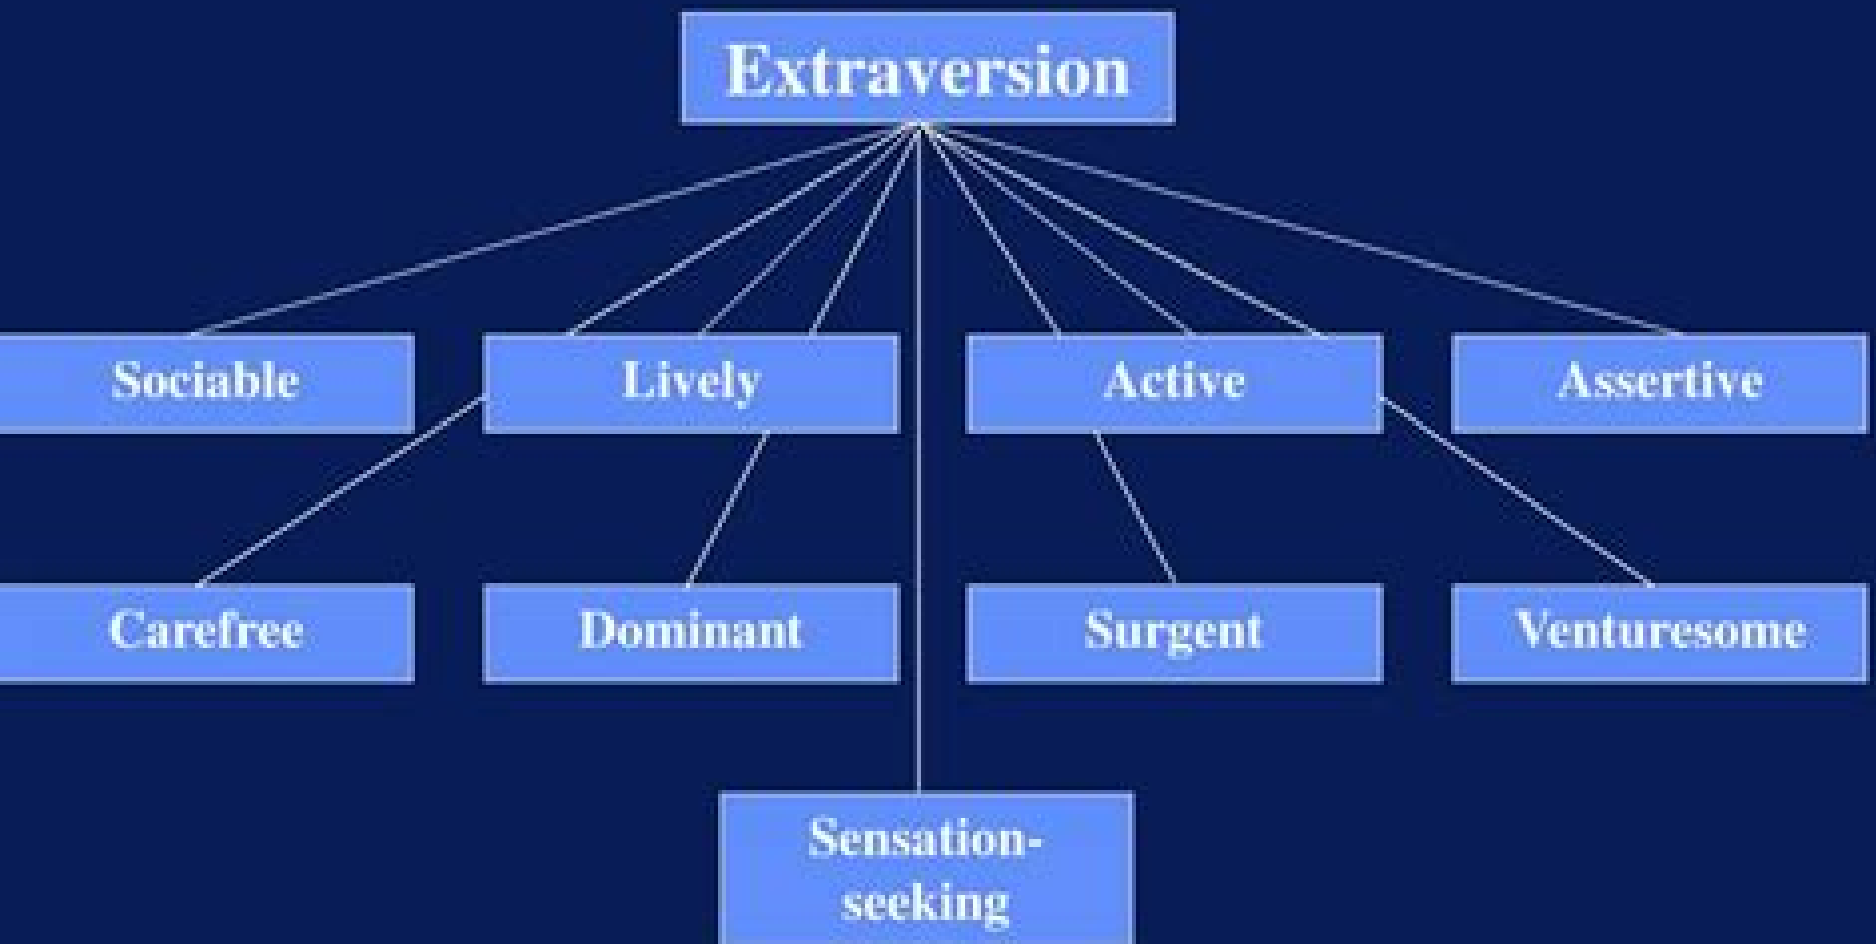 Extraversion
Sociable
Lively
Active
Assertive
Carefree
Dominant
Surgent
Venturesome
Sensation-
seeking